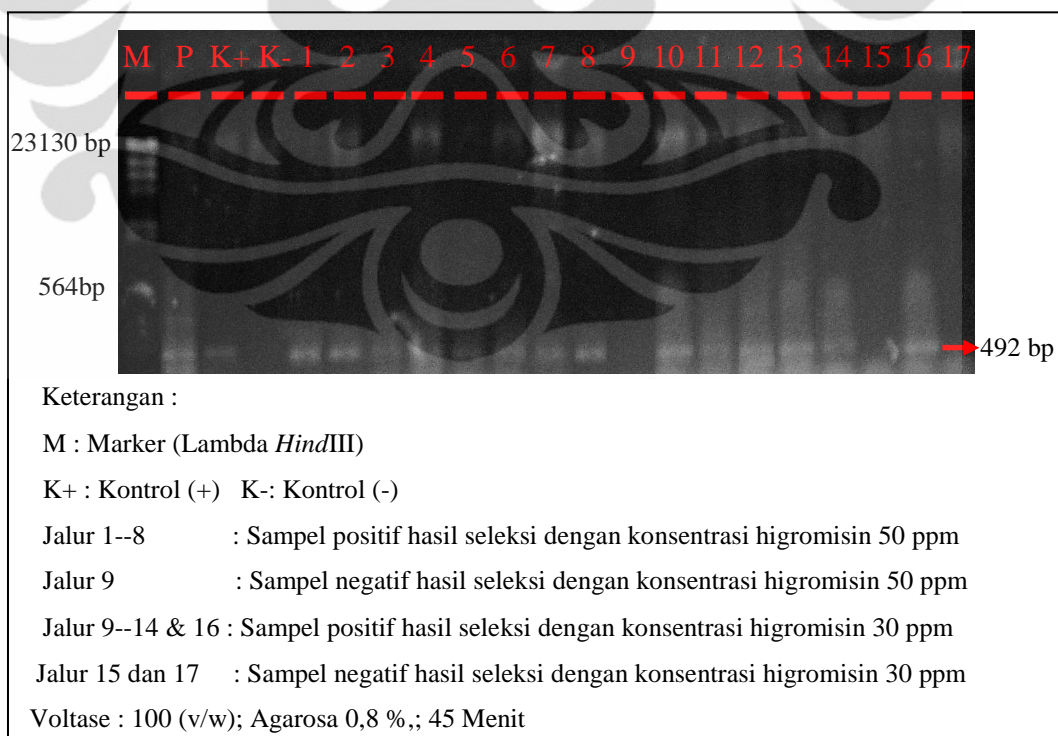 M P K+ K- 1 2 3 4 5 6 7 8 9 10 11 12 13 14 15 16 17
23130 bp
564bp
492 bp
Keterangan :
M : Marker (Lambda HindIII)
K+ : Kontrol (+) K-: Kontrol (-)
Jalur 1--8 : Sampel positif hasil seleksi dengan konsentrasi higromisin 50 ppm
Jalur 9 : Sampel negatif hasil seleksi dengan konsentrasi higromisin 50 ppm
Jalur 9--14 & 16 : Sampel positif hasil seleksi dengan konsentrasi higromisin 30 ppm
Jalur 15 dan 17 : Sampel negatif hasil seleksi dengan konsentrasi higromisin 30 ppm
Voltase : 100 (v/w); Agarosa 0,8 %,; 45 Menit